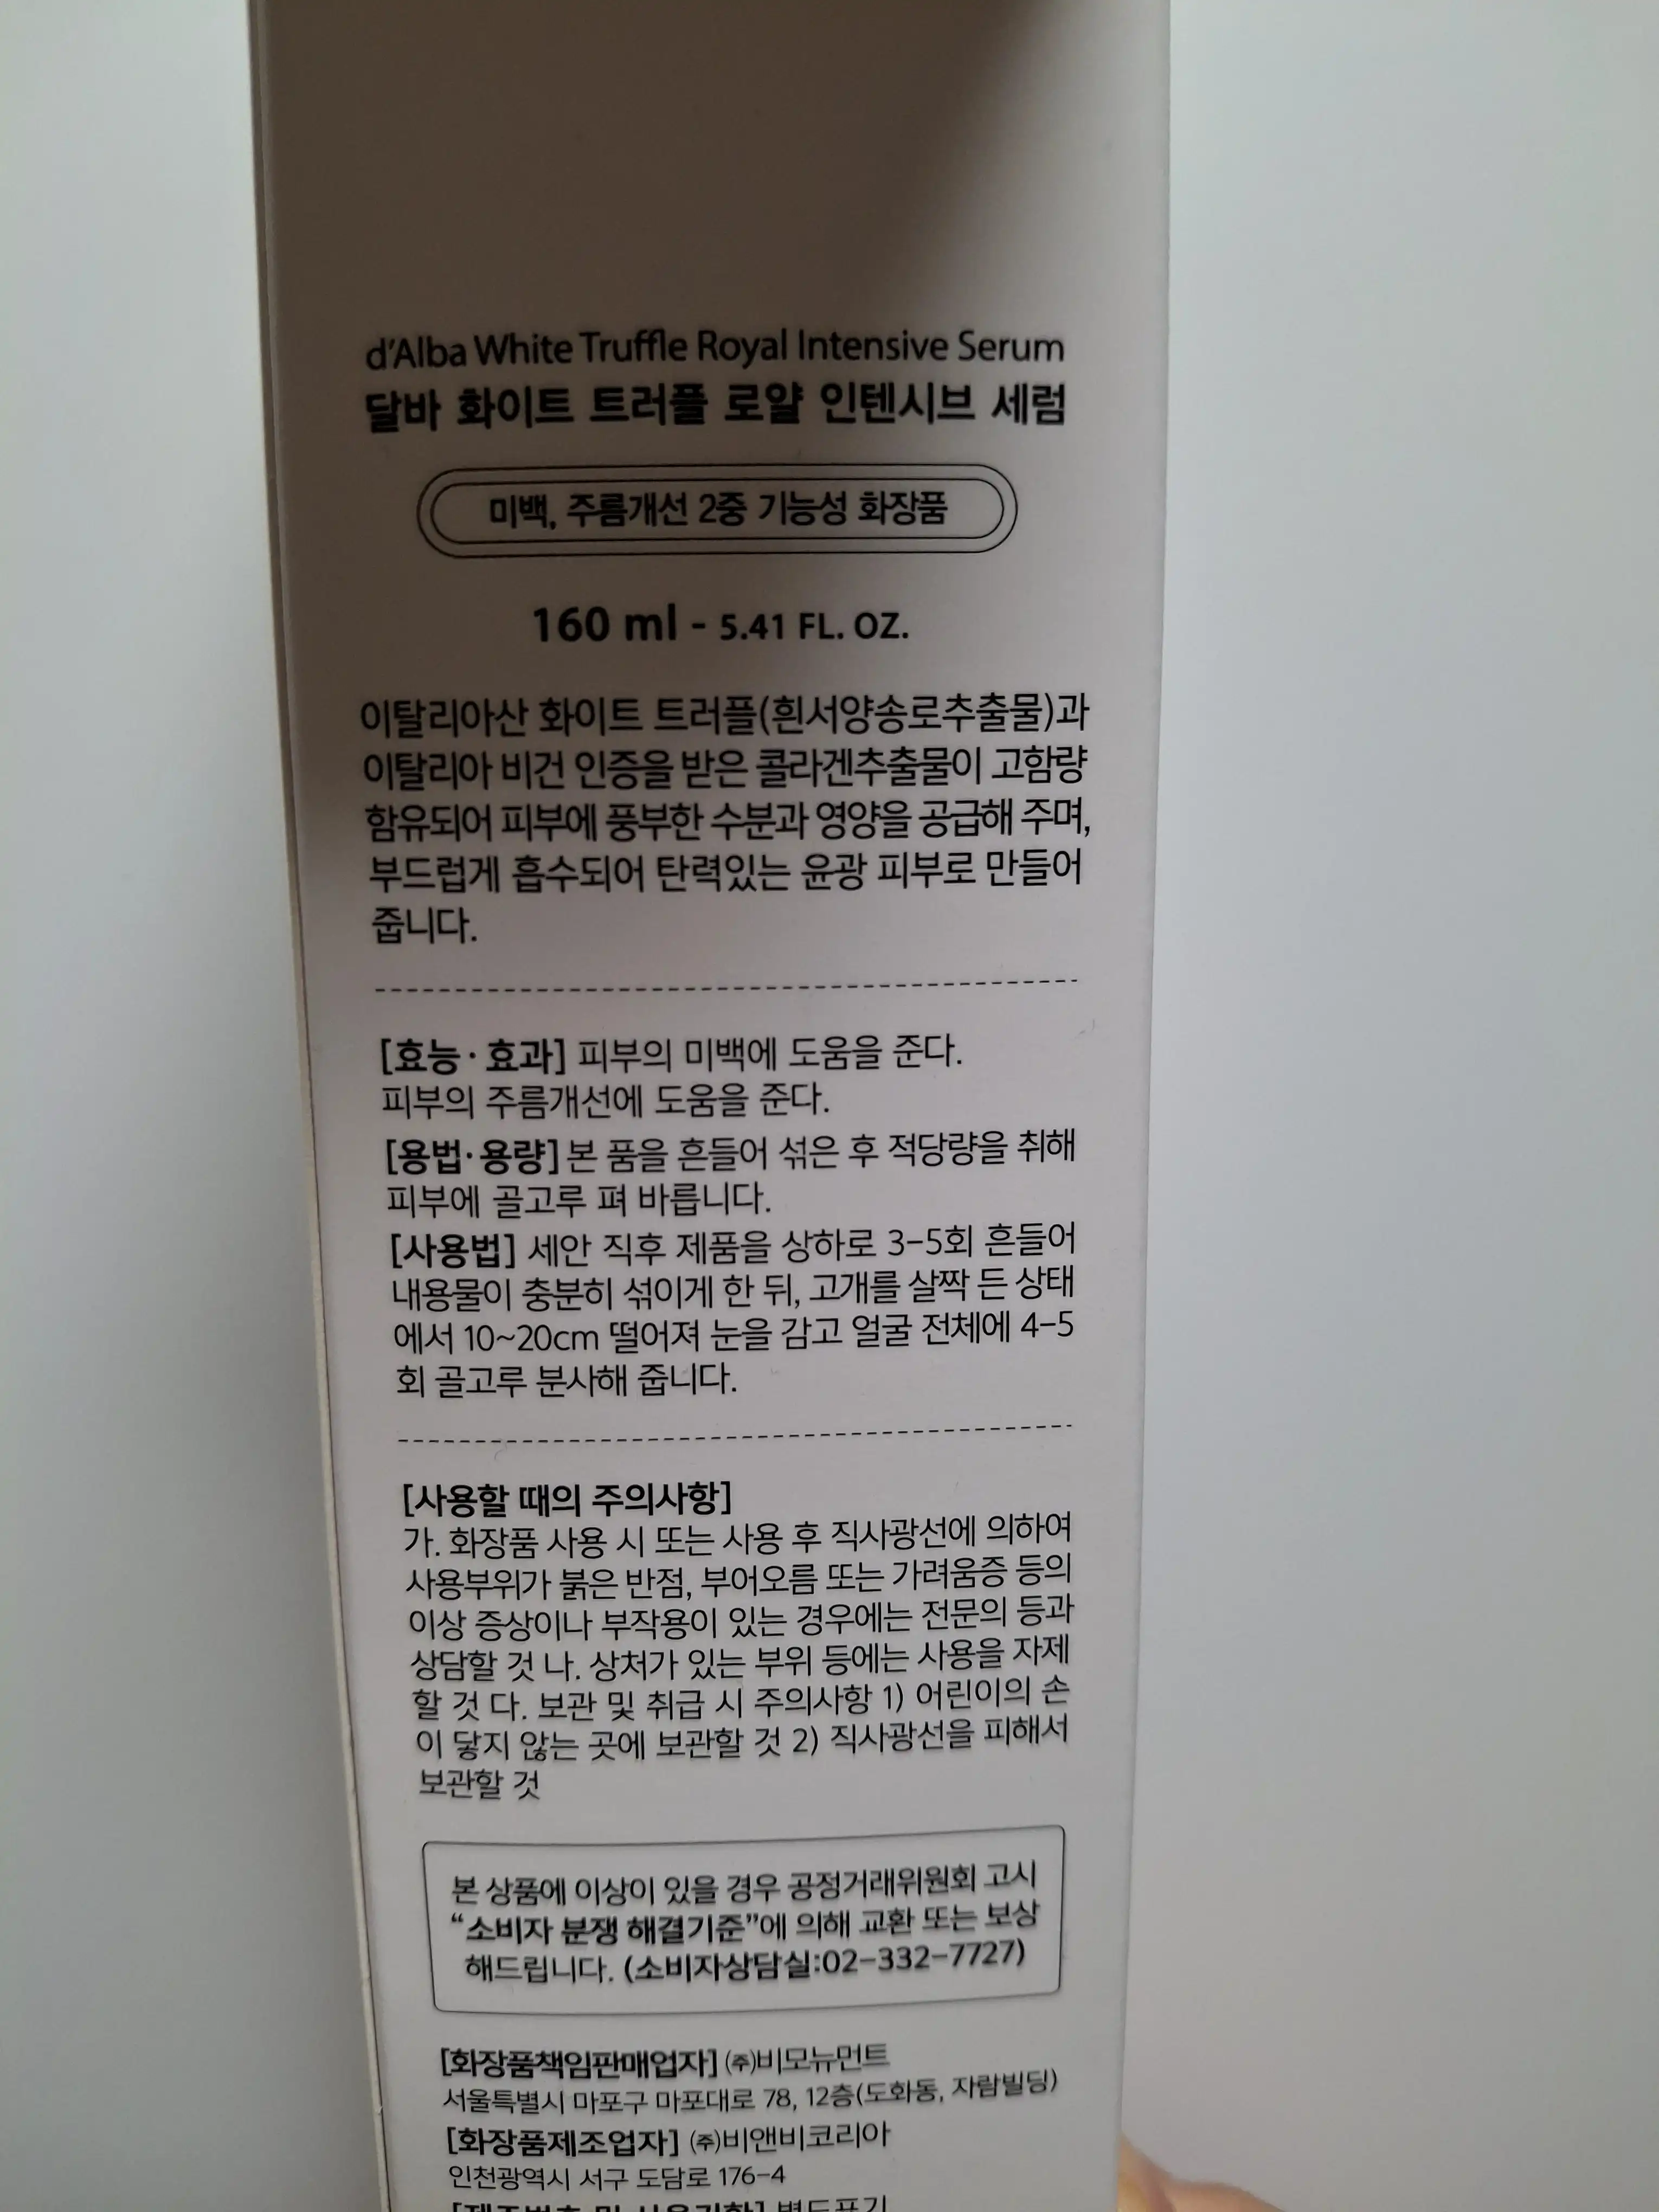 d'Alba White Truffle Royal Intensive Serum
달바 화이트 트러플 로얄 인텐시브 세럼
미백, 주름개선 2중 기능성 화장품
160 ml - 5.41 FL. OZ.
이탈리아산 화이트 트러플(흰서양송로추출물)과
이탈리아 비건 인증을 받은 콜라겐추출물이 고함량
함유되어 피부에 풍부한 수분과 영양을 공급해 주며,
부드럽게 흡수되어 탄력있는 윤광 피부로 만들어
줍니다.
[효능·효과] 피부의 미백에 도움을 준다.
피부의 주름개선에 도움을 준다.
[용법·용량] 본 품을 흔들어 섞은 후 적당량을 취해
피부에 골고루 펴 바릅니다.
[사용법] 세안 직후 제품을 상하로 3-5회 흔들어
내용물이 충분히 섞이게 한 뒤, 고개를 살짝 든 상태
에서 10~20cm 떨어져 눈을 감고 얼굴 전체에 4-5
회 골고루 분사해 줍니다.
[사용할 때의 주의사항]
가. 화장품 사용 시 또는 사용 후 직사광선에 의하여
사용부위가 붉은 반점, 부어오름 또는 가려움증 등의
이상 증상이나 부작용이 있는 경우에는 전문의 등과
상담할 것 나. 상처가 있는 부위 등에는 사용을 자제
할 것 다. 보관 및 취급 시 주의사항 1) 어린이의 손
이 닿지 않는 곳에 보관할 것 2) 직사광선을 피해서
보관할 것
본 상품에 이상이 있을 경우 공정거래위원회 고시
“소비자 분쟁 해결기준”에 의해 교환 또는 보상
해드립니다. (소비자상담실:02-332-7727)
[화장품책임판매업자] ㈜비모뉴먼트
서울특별시 마포구 마포대로 78, 12층(도화동, 자람빌딩)
[화장품제조업자] ㈜비앤비코리아
인천광역시 서구 도담로 176-4
[제조번호 및 사용기한] 별도표기